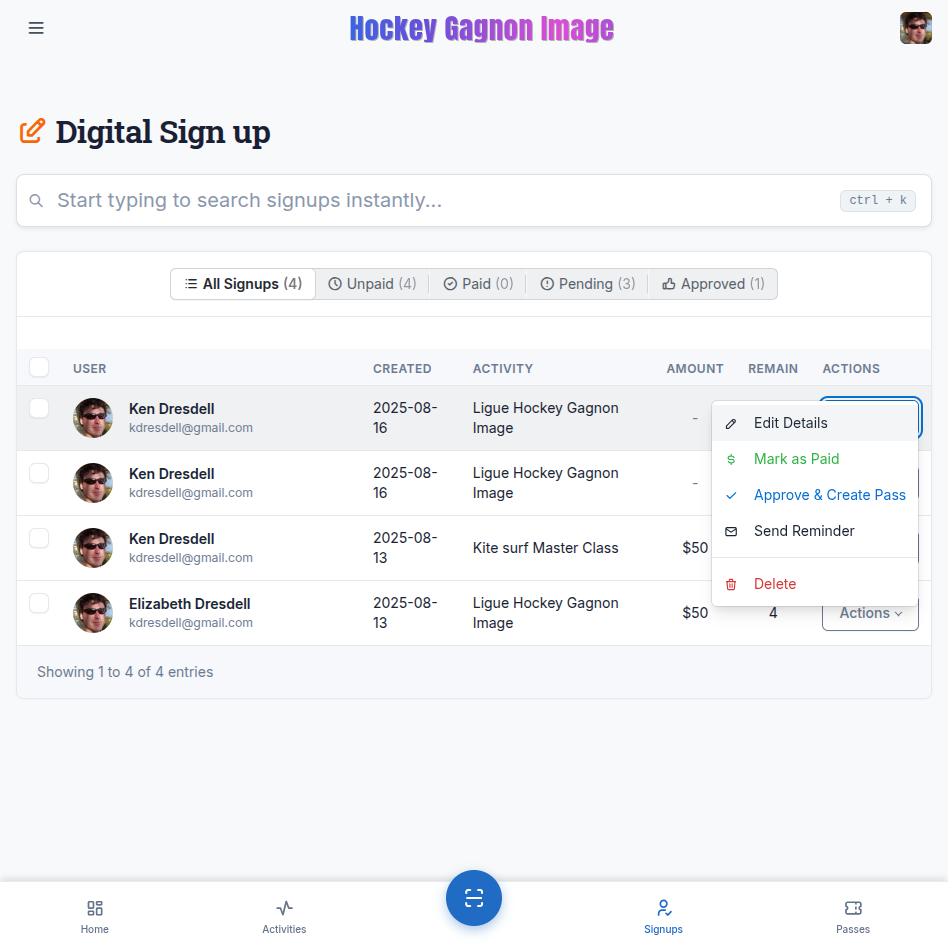 Hockey Gagnon Image
Digital Sign up
Start typing to search signups instantly...
ctrl + k
All Signups (4)
Unpaid (4)
Paid (0)
Pending (3)
Approved (1)
USER CREATED ACTIVITY AMOUNT REMAIN ACTIONS
Ken Dresdell
kdresdell@gmail.com
2025-08-
16
Ligue Hockey Gagnon
Image
-
Ken Dresdell
kdresdell@gmail.com
2025-08-
16
Ligue Hockey Gagnon
Image
-
Ken Dresdell
kdresdell@gmail.com
2025-08-
13
Kite surf Master Class
$50
Elizabeth Dresdell
kdresdell@gmail.com
2025-08-
13
Ligue Hockey Gagnon
Image
$50
4
Actions
Edit Details
Mark as Paid
Approve & Create Pass
Send Reminder
Delete
Showing 1 to 4 of 4 entries
Home
Activities
Signups
Passes